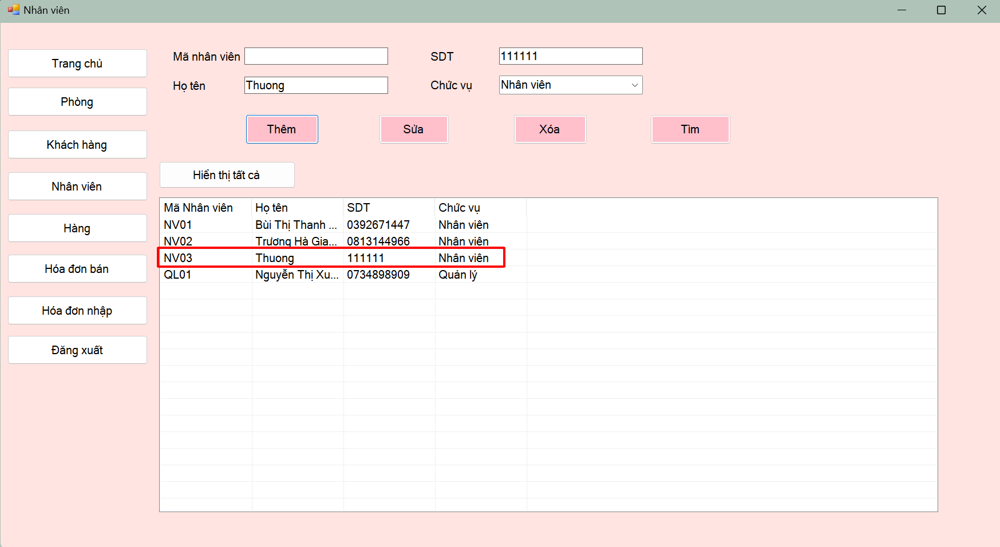 Nhân viên
Trang chủ
Phòng
Khách hàng
Nhân viên
Hàng
Hóa đơn bán
Hóa đơn nhập
Đăng xuất
Mã nhân viên
SDT 111111
Họ tên Thuong
Chức vụ Nhân viên
Thêm Sửa Xóa Tìm
Hiển thị tất cả
Mã Nhân viên Họ tên SDT Chức vụ
NV01 Bùi Thị Thanh ... 0392671447 Nhân viên
NV02 Trương Hà Gia... 0813144966 Nhân viên
NV03 Thuong 111111 Nhân viên
QL01 Nguyễn Thị Xu... 0734898909 Quản lý